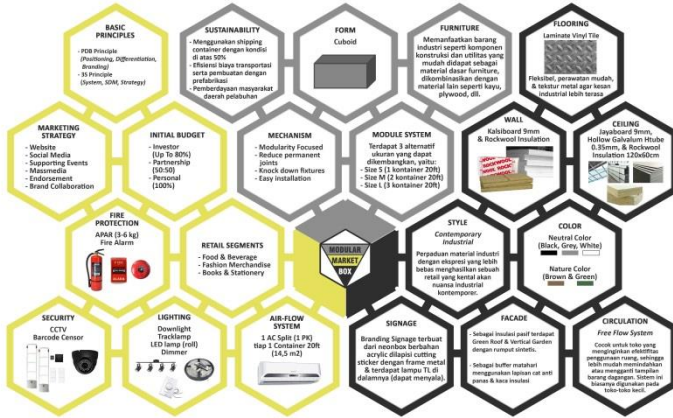 BASIC
PRINCIPLES
- PDB Principle
(Positioning, Differentiation,
Branding)
- 3S Principle
(System, SDM, Strategy)
SUSTAINABILITY
- Menggunakan shipping
container dengan kondisi
di atas 50%
- Efisiensi biaya transportasi
serta pembuatan dengan
prefabrikasi
- Pemberdayaan masyarakat
daerah pelabuhan
FORM
Cuboid
FURNITURE
Memanfaatkan barang
industri seperti komponen
konstruksi dan utilitas yang
mudah didapat sebagai
material dasar furniture,
dikombinasikan dengan
material lain seperti kayu,
plywood, dll.
FLOORING
Laminate Vinyl Tile
Fleksibel, perawatan mudah,
& tekstur metal agar kesan
industrial lebih terasa
MARKETING
STRATEGY
- Website
- Social Media
- Supporting Events
- Massmedia
- Endorsement
- Brand Collaboration
INITIAL BUDGET
- Investor
(Up To 80%)
- Partnership
(50:50)
- Personal
(100%)
MECHANISM
- Modularity Focused
- Reduce permanent
joints
- Knock down fixtures
- Easy Installation
MODULE SYSTEM
Terdapat 3 alternatif
ukuran yang dapat
dikembangkan, yaitu:
- Size S (1 kontainer 20ft)
- Size M (2 kontainer 20ft)
- Size L (3 kontainer 20ft)
WALL
Kalsiboard 9mm
& Rockwool Insulation
CEILING
Jayaboard 9mm,
Hollow Galvalum Htube
0.35mm, & Rockwool
Insulation 120x60cm
FIRE
PROTECTION
APAR (3-6 kg)
Fire Alarm
RETAIL SEGMENTS
- Food & Beverage
- Fashion Merchandise
- Books & Stationery
MODULAR
MARKET
BOX
STYLE
Contemporary
Industrial
Perpaduan material industri
dengan ekspresi yang lebih
bebas menghasilkan sebuah
retail yang kental akan
nuansa industrial
kontemporer.
COLOR
Neutral Color
(Black, Grey, White)
Nature Color
(Brown & Green)
SECURITY
CCTV
Barcode Censor
LIGHTING
Downlight
Tracklamp
LED lamp (roll)
Dimmer
AIR-FLOW
SYSTEM
1 AC Split (1 PK)
tiap 1 Container 20ft
(14,5 m2)
SIGNAGE
Branding Signage terbuat
dari neonbox berbahan
acrylic dilapisi cutting
sticker dengan frame metal
& terdapat lampu TL di
dalamnya (dapat menyala).
FACADE
- Sebagai insulasi pasif terdapat
Green Roof & Vertical Garden
dengan rumput sintetis.
- Sebagai buffer matahari
menggunakan lapisan cat anti
panas & kaca insulasi
CIRCULATION
Free Flow System
Cocok untuk toko yang
menginginkan efektifitas
penggunaan ruang, sehingga
lebih mudah memindahkan
atau mengganti tampilan
barang dagangan. Sistem ini
biasanya digunakan pada
toko-toko kecil.